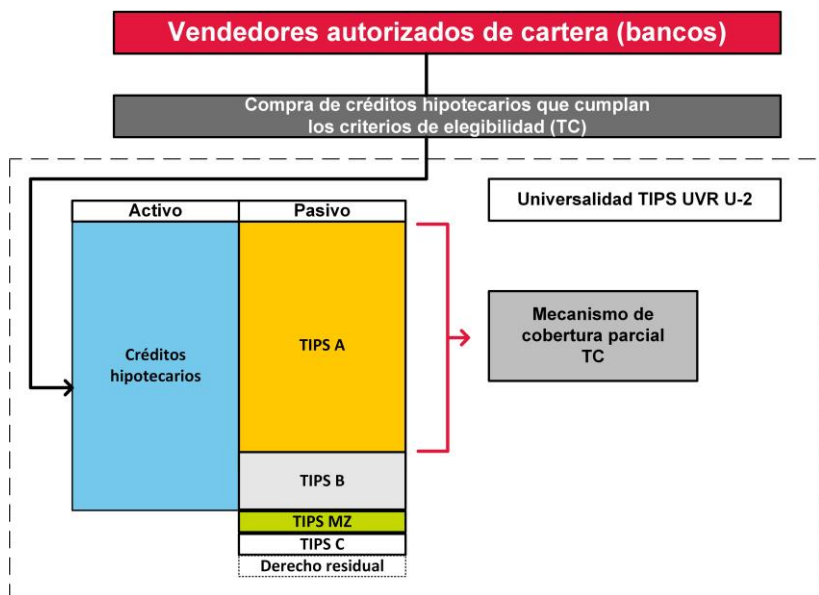 Vendedores autorizados de cartera (bancos)
Compra de créditos hipotecarios que cumplan
los criterios de elegibilidad (TC)
Universalidad TIPS UVR U-2
Activo
Pasivo
Créditos
hipotecarios
TIPS A
Mecanismo de
cobertura parcial
TC
TIPS B
TIPS MZ
TIPS C
Derecho residual